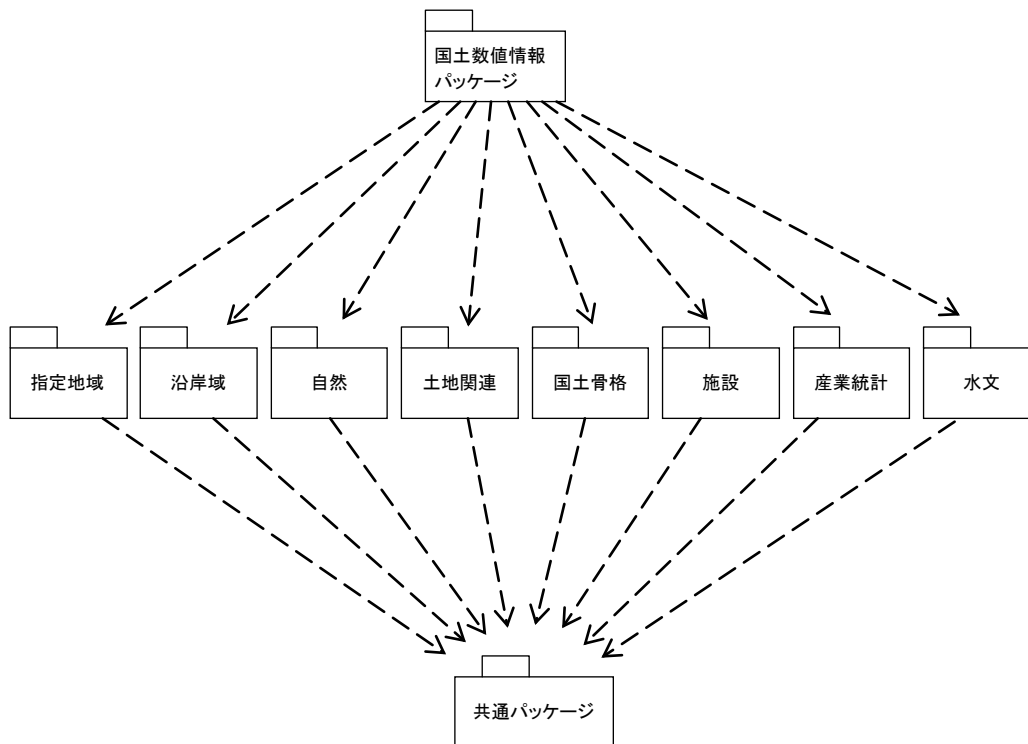 国土数値情報
パッケージ
指定地域
沿岸域
自然
土地関連
国土骨格
施設
産業統計
水文
共通パッケージ